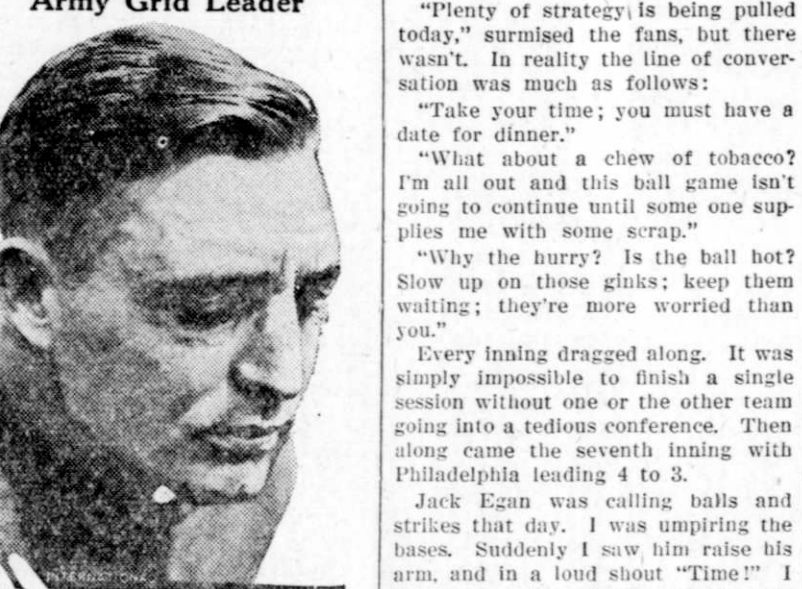 Army Grid Leader
INTERNATIONAL
"Plenty of strategy is being pulled
today," surmised the fans, but there
wasn't. In reality the line of conver-
sation was much as follows:
"Take your time; you must have a
date for dinner."
"What about a chew of tobacco?
I'm all out and this ball game isn't
going to continue until some one sup-
plies me with some scrap."
"Why the hurry? Is the ball hot?
Slow up on those ginks; keep them
waiting; they're more worried than
you."
Every inning dragged along. It was
simply impossible to finish a single
session without one or the other team
going into a tedious conference. Then
along came the seventh inning with
Philadelphia leading 4 to 3.
Jack Egan was calling balls and
strikes that day. I was umpiring the
bases. Suddenly I saw him raise his
arm, and in a loud shout "Time!" I